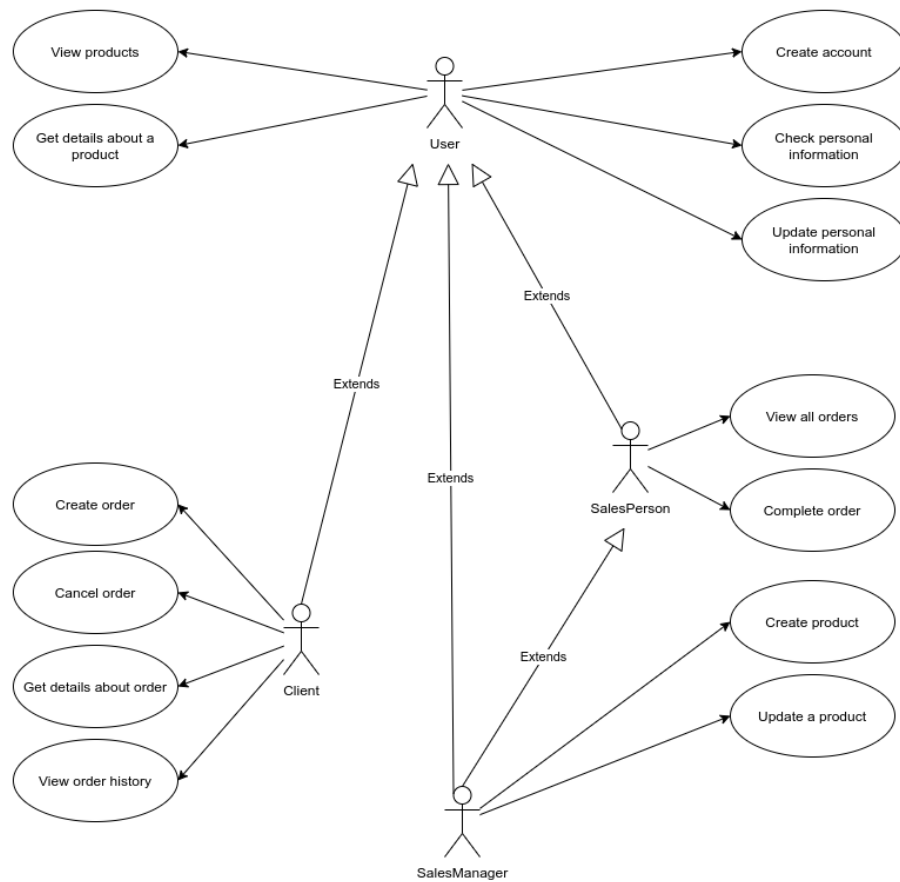 View products
Create account
Get details about a
product
User
Check personal
information
Update personal
information
Extends
Extends
View all orders
Extends
SalesPerson
Create order
Complete order
Cancel order
Create product
Extends
Get details about order
Client
Update a product
View order history
SalesManager